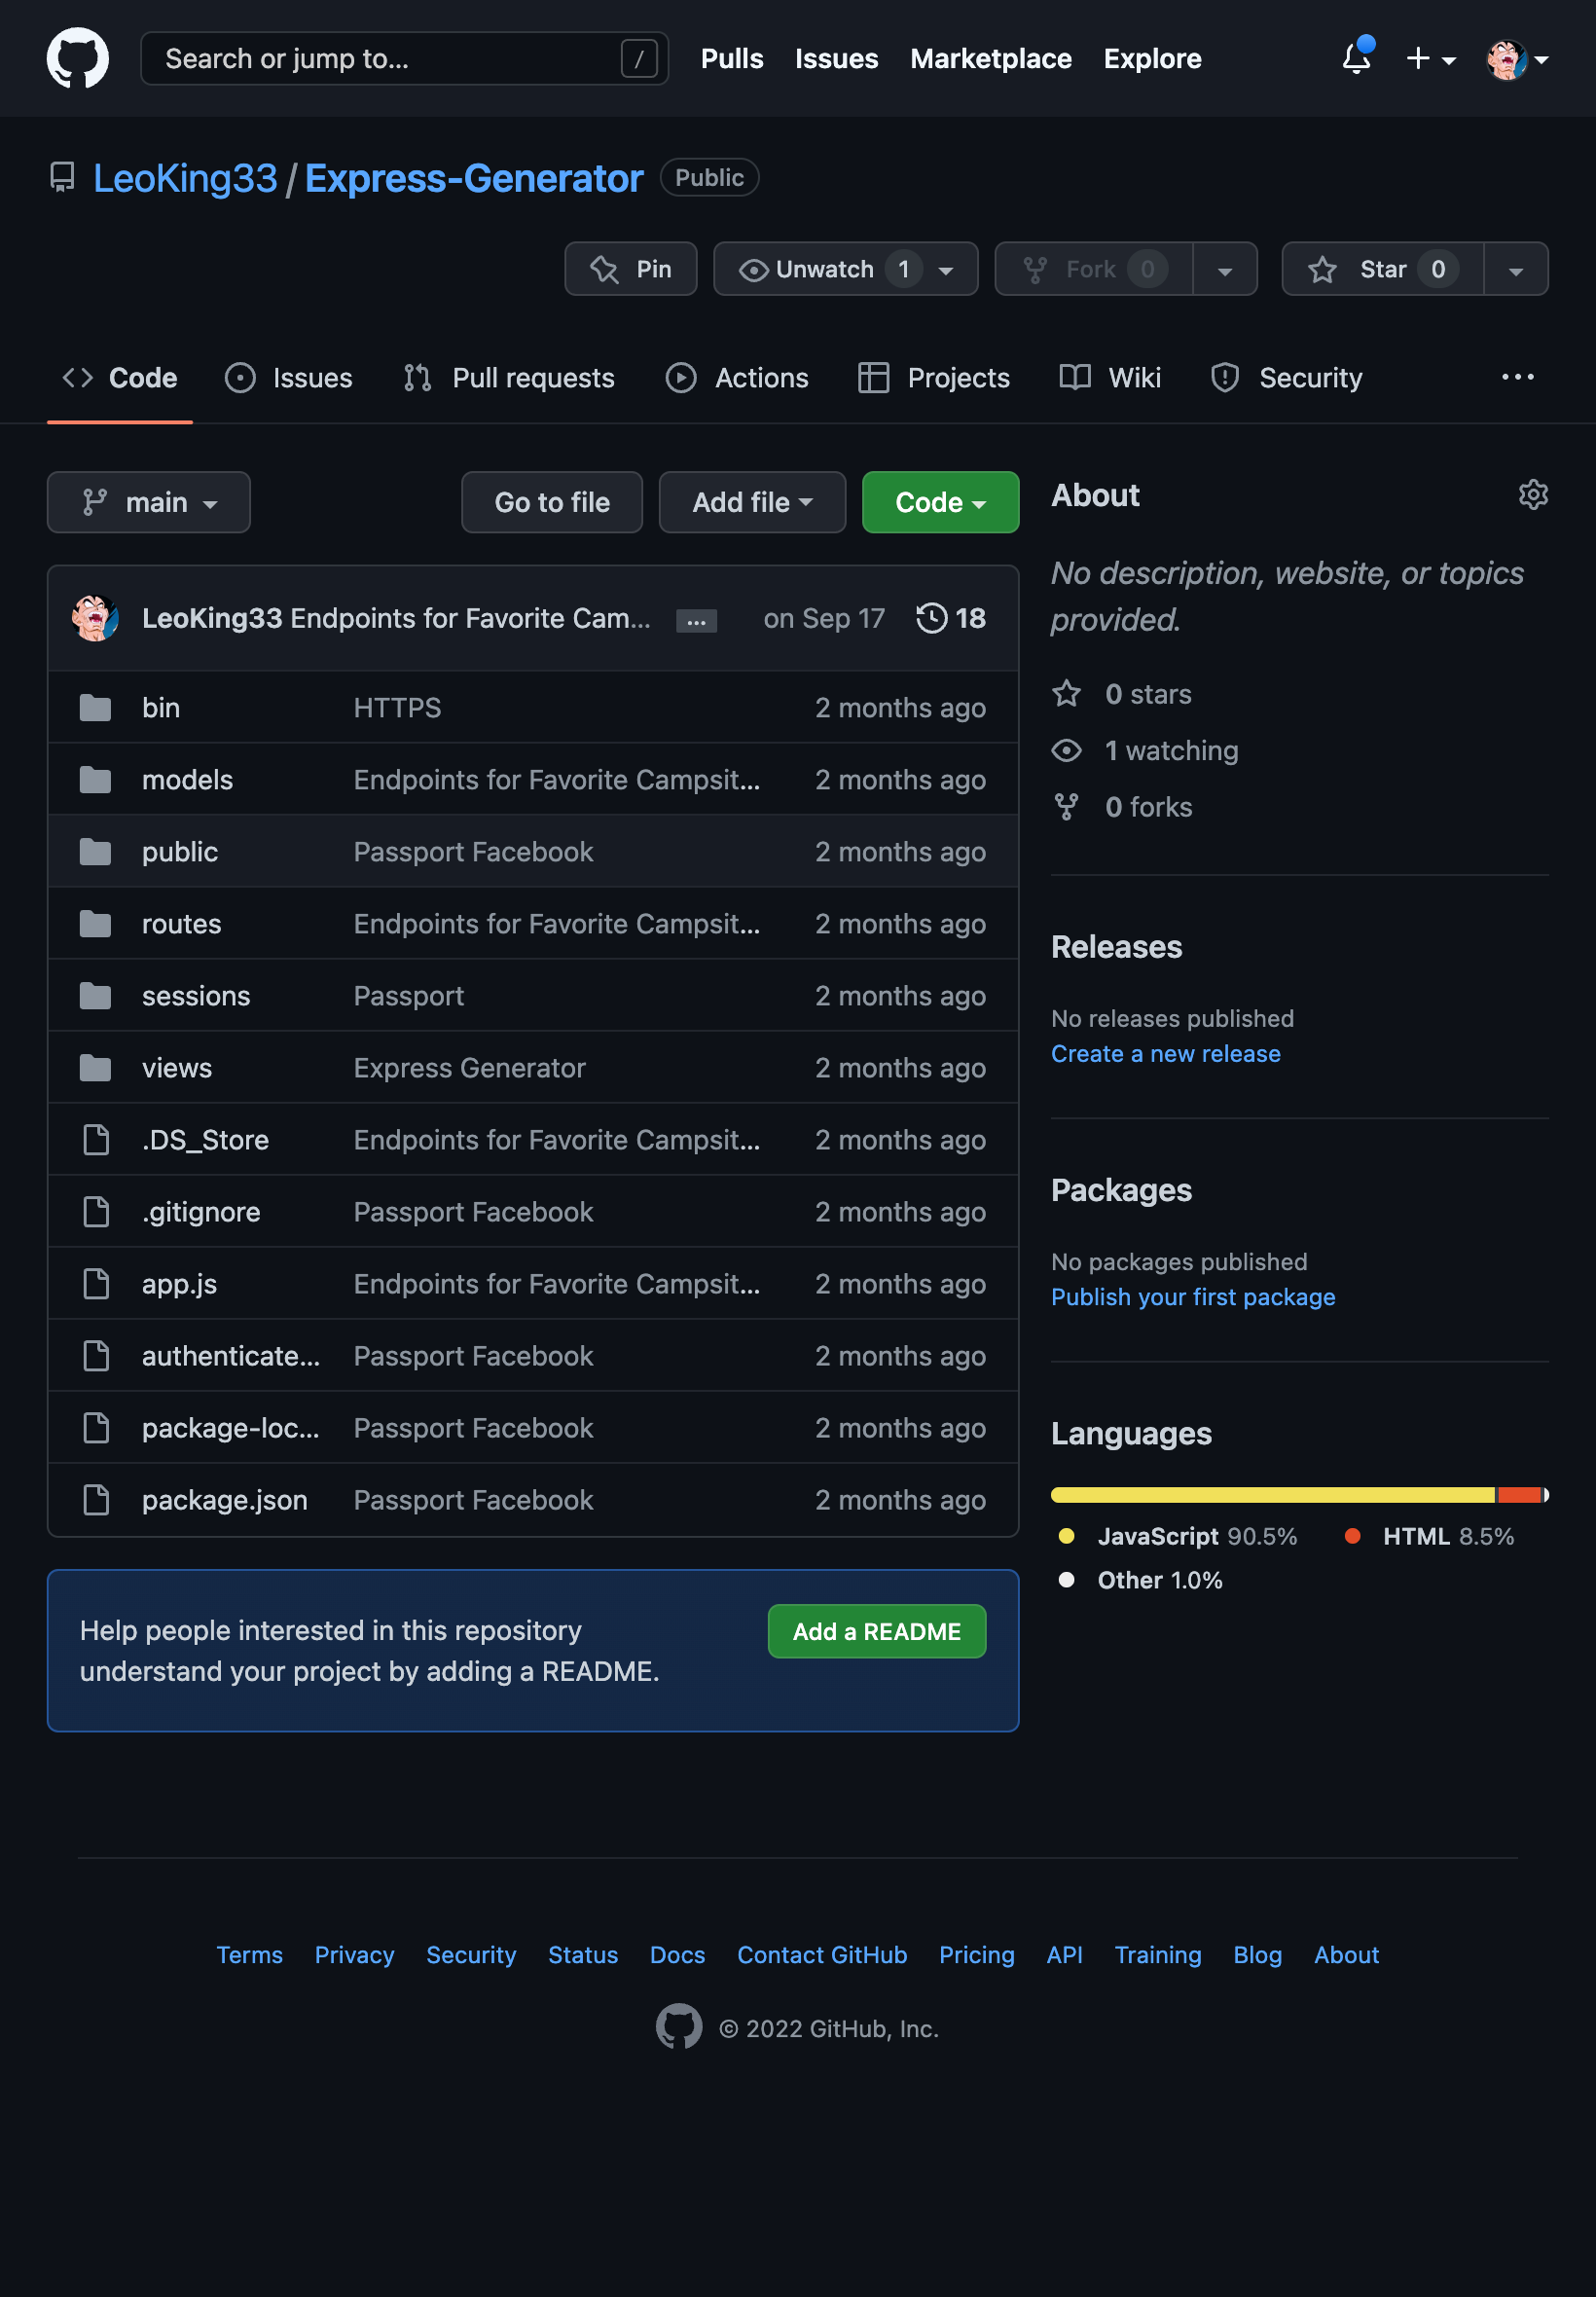 Search or jump to... /
Pulls Issues Marketplace Explore
LeoKing33 / Express-Generator Public
Pin Unwatch 1 Fork 0 Star 0
Code Issues Pull requests Actions Projects Wiki Security ...
main Go to file Add file Code
LeoKing33 Endpoints for Favorite Cam... ... on Sep 17 18
bin HTTPS 2 months ago
models Endpoints for Favorite Campsit... 2 months ago
public Passport Facebook 2 months ago
routes Endpoints for Favorite Campsit... 2 months ago
sessions Passport 2 months ago
views Express Generator 2 months ago
.DS_Store Endpoints for Favorite Campsit... 2 months ago
.gitignore Passport Facebook 2 months ago
app.js Endpoints for Favorite Campsit... 2 months ago
authenticate... Passport Facebook 2 months ago
package-loc... Passport Facebook 2 months ago
package.json Passport Facebook 2 months ago
Help people interested in this repository
understand your project by adding a README.
Add a README
About
No description, website, or topics
provided.
0 stars
1 watching
0 forks
Releases
No releases published
Create a new release
Packages
No packages published
Publish your first package
Languages
JavaScript 90.5% HTML 8.5%
Other 1.0%
Terms Privacy Security Status Docs Contact GitHub Pricing API Training Blog About
© 2022 GitHub, Inc.